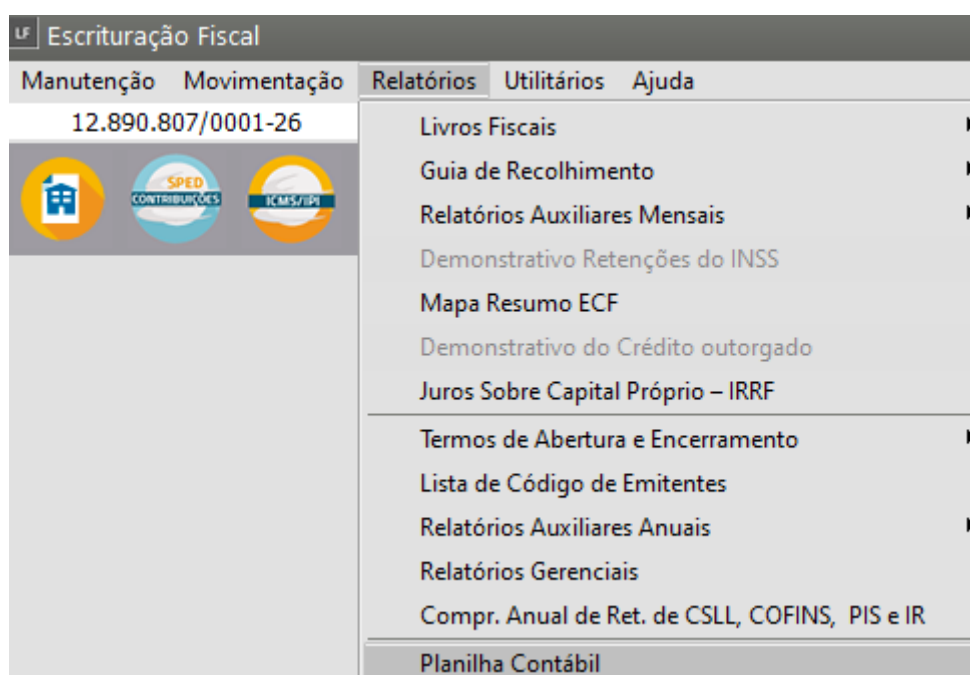 LF Escrituração Fiscal
Manutenção Movimentação Relatórios Utilitários Ajuda
12.890.807/0001-26
SPED
CONTRIBUIÇÕES
ICMS/IPI
Livros Fiscais
Guia de Recolhimento
Relatórios Auxiliares Mensais
Demonstrativo Retenções do INSS
Mapa Resumo ECF
Demonstrativo do Crédito outorgado
Juros Sobre Capital Próprio – IRRF
Termos de Abertura e Encerramento
Lista de Código de Emitentes
Relatórios Auxiliares Anuais
Relatórios Gerenciais
Compr. Anual de Ret. de CSLL, COFINS, PIS e IR
Planilha Contábil